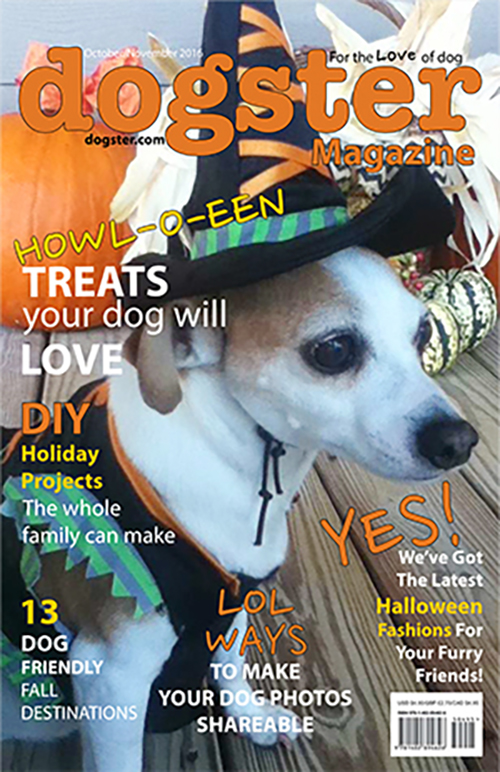 October/November 2016
For the LOVE of dog
dogster
dogster.com
Magazine
HOWL-O-EEN
TREATS
your dog will
LOVE
DIY
Holiday
Projects
The whole
family can make
YES!
We've Got
The Latest
Halloween
Fashions For
Your Furry
Friends!
13
DOG
FRIENDLY
FALL
DESTINATIONS
LOL
WAYS
TO MAKE
YOUR DOG PHOTOS
SHAREABLE